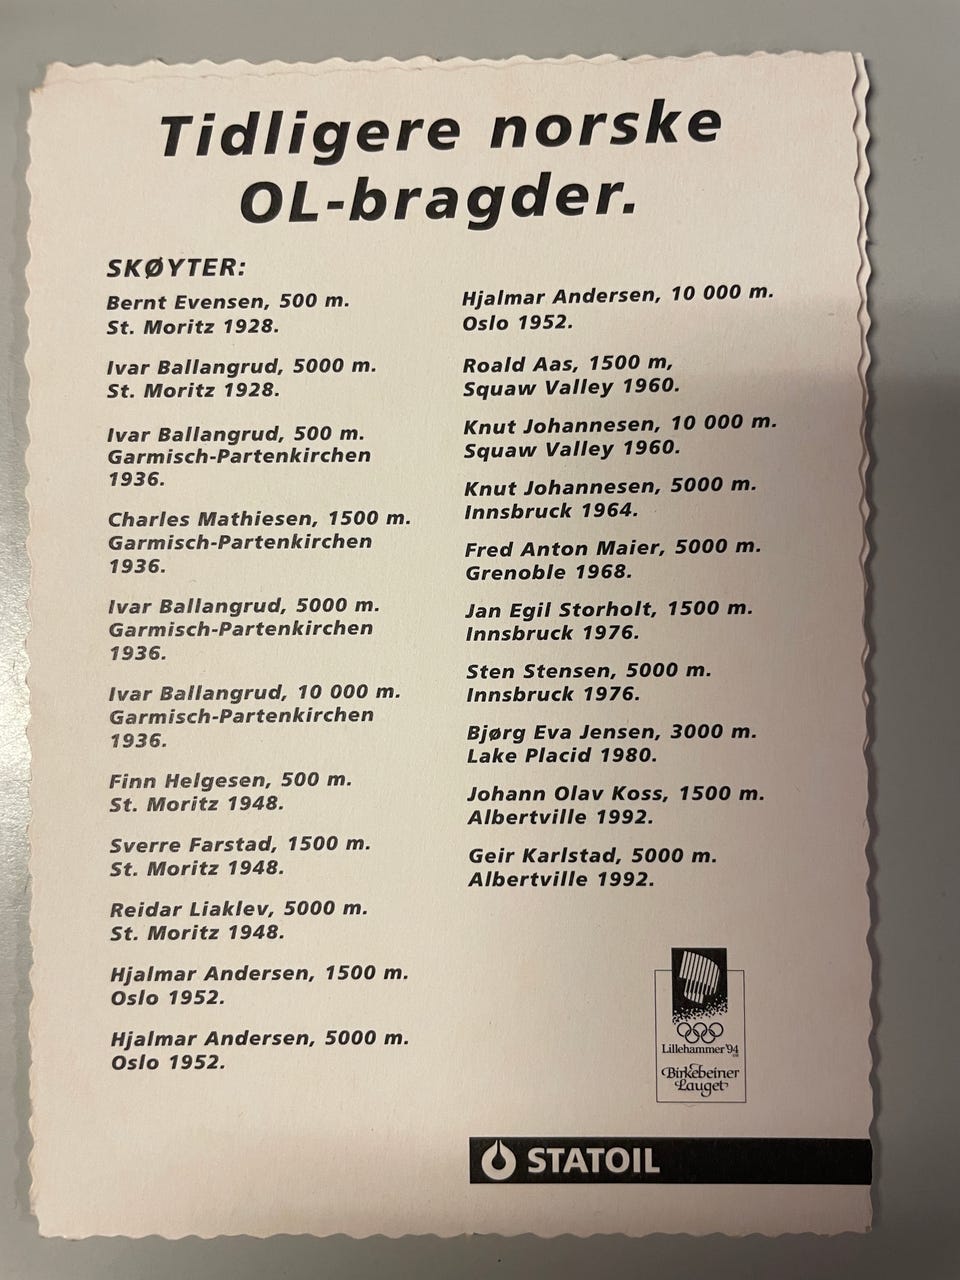 Tidligere norske
OL-bragder.
SKØYTER:
Bernt Evensen, 500 m.
St. Moritz 1928.
Ivar Ballangrud, 5000 m.
St. Moritz 1928.
Ivar Ballangrud, 500 m.
Garmisch-Partenkirchen
1936.
Charles Mathiesen, 1500 m.
Garmisch-Partenkirchen
1936.
Ivar Ballangrud, 5000 m.
Garmisch-Partenkirchen
1936.
Ivar Ballangrud, 10 000 m.
Garmisch-Partenkirchen
1936.
Finn Helgesen, 500 m.
St. Moritz 1948.
Sverre Farstad, 1500 m.
St. Moritz 1948.
Reidar Liaklev, 5000 m.
St. Moritz 1948.
Hjalmar Andersen, 1500 m.
Oslo 1952.
Hjalmar Andersen, 5000 m.
Oslo 1952.
Hjalmar Andersen, 10 000 m.
Oslo 1952.
Roald Aas, 1500 m,
Squaw Valley 1960.
Knut Johannesen, 10 000 m.
Squaw Valley 1960.
Knut Johannesen, 5000 m.
Innsbruck 1964.
Fred Anton Maier, 5000 m.
Grenoble 1968.
Jan Egil Storholt, 1500 m.
Innsbruck 1976.
Sten Stensen, 5000 m.
Innsbruck 1976.
Bjørg Eva Jensen, 3000 m.
Lake Placid 1980.
Johann Olav Koss, 1500 m.
Albertville 1992.
Geir Karlstad, 5000 m.
Albertville 1992.
Lillehammer'94
Birkebeiner
Lauget
STATOIL